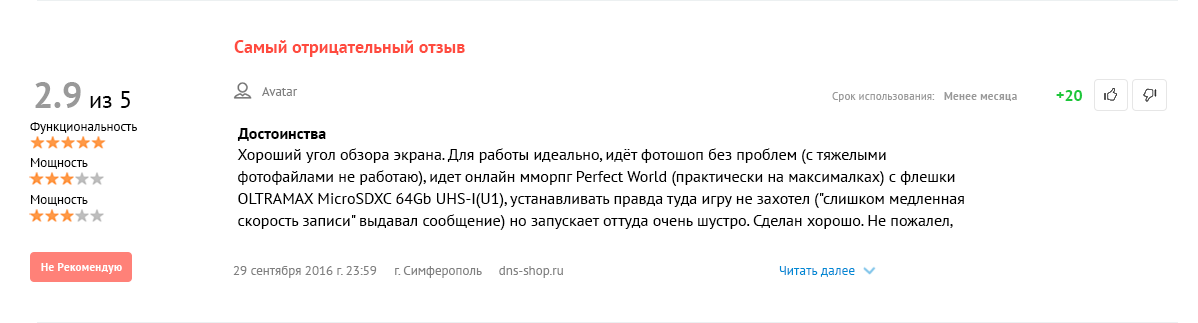 Самый отрицательный отзыв
2.9 из 5
Функциональность
Мощность
Мощность
Не Рекомендую
Avatar
Срок использования: Менее месяца
+20
Достоинства
Хороший угол обзора экрана. Для работы идеально, идёт фотошоп без проблем (с тяжелыми
фотофайлами не работаю), идет онлайн мморпг Perfect World (практически на максималках) с флешки
OLTRAMAX MicroSDXC 64Gb UHS-I(U1), устанавливать правда туда игру не захотел ("слишком медленная
скорость записи" выдавал сообщение) но запускает оттуда очень шустро. Сделан хорошо. Не пожалел,
29 сентября 2016 г. 23:59 г. Симферополь dns-shop.ru
Читать далее